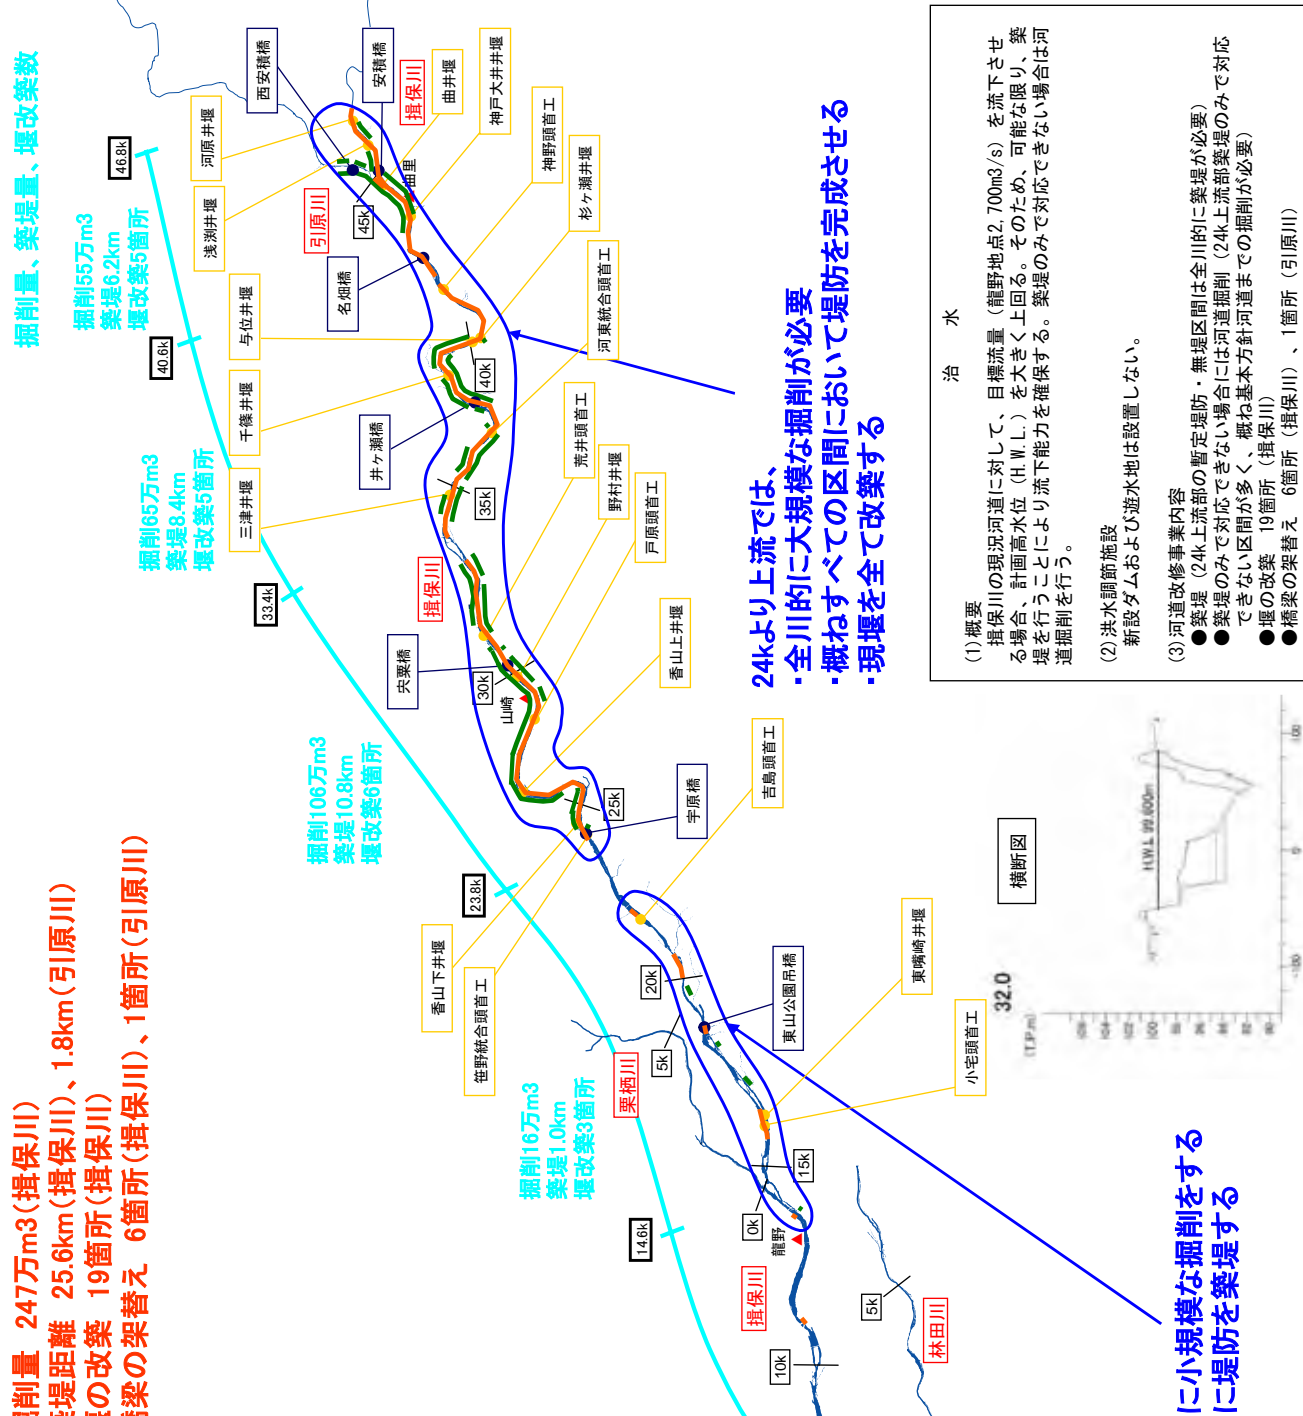 削量　247万m3(揖保川)
堤距離　25.6km(揖保川)、1.8km(引原川)
の改築　19箇所(揖保川)
梁の架替え　6箇所(揖保川)、1箇所(引原川)
掘削量、築堤量、堰改築数
掘削55万m3
築堤6.2km
堰改築5箇所
掘削65万m3
築堤8.4km
堰改築5箇所
掘削106万m3
築堤10.8km
堰改築6箇所
掘削16万m3
築堤1.0km
堰改築3箇所
46.8k
40.6k
33.4k
23.8k
14.6k
河原井堰
浅渕井堰
与位井堰
千篠井堰
三津井堰
香山下井堰
笹野統合頭首工
西安積橋
安積橋
揖保川
曲井堰
神戸大井井堰
神野頭首工
杉ヶ瀬井堰
河東統合頭首工
荒井頭首工
野村井堰
戸原頭首工
香山上井堰
吉島頭首工
東嘴崎井堰
小宅頭首工
引原川
名畑橋
井ヶ瀬橋
宍粟橋
宇原橋
東山公園吊橋
曲里
45k
40k
35k
30k
25k
20k
15k
10k
5k
0k
5k
揖保川
山崎
栗栖川
龍野
揖保川
林田川
24kより上流では、
・全川的に大規模な掘削が必要
・概ねすべての区間において堤防を完成させる
・現堰を全て改築する
に小規模な掘削をする
に堤防を築堤する
横断図
32.0
(T.P.m)
H.W.L 99.600m
106
104
102
100
-100
0
100
治　水
(1)概要
揖保川の現況河道に対して、目標流量（龍野地点2,700m3/s）を流下させ
る場合、計画高水位（H.W.L.）を大きく上回る。そのため、可能な限り、築
堤を行うことにより流下能力を確保する。築堤のみで対応できない場合は河
道掘削を行う。
(2)洪水調節施設
新設ダムおよび遊水地は設置しない。
(3)河道改修事業内容
●築堤（24k上流部の暫定堤防・無堤区間は全川的に築堤が必要）
●築堤のみで対応できない場合には河道掘削（24k上流部築堤のみで対応
できない区間が多く、概ね基本方針河道までの掘削が必要）
●堰の改築　19箇所（揖保川）
●橋梁の架替え　6箇所（揖保川）、1箇所（引原川）